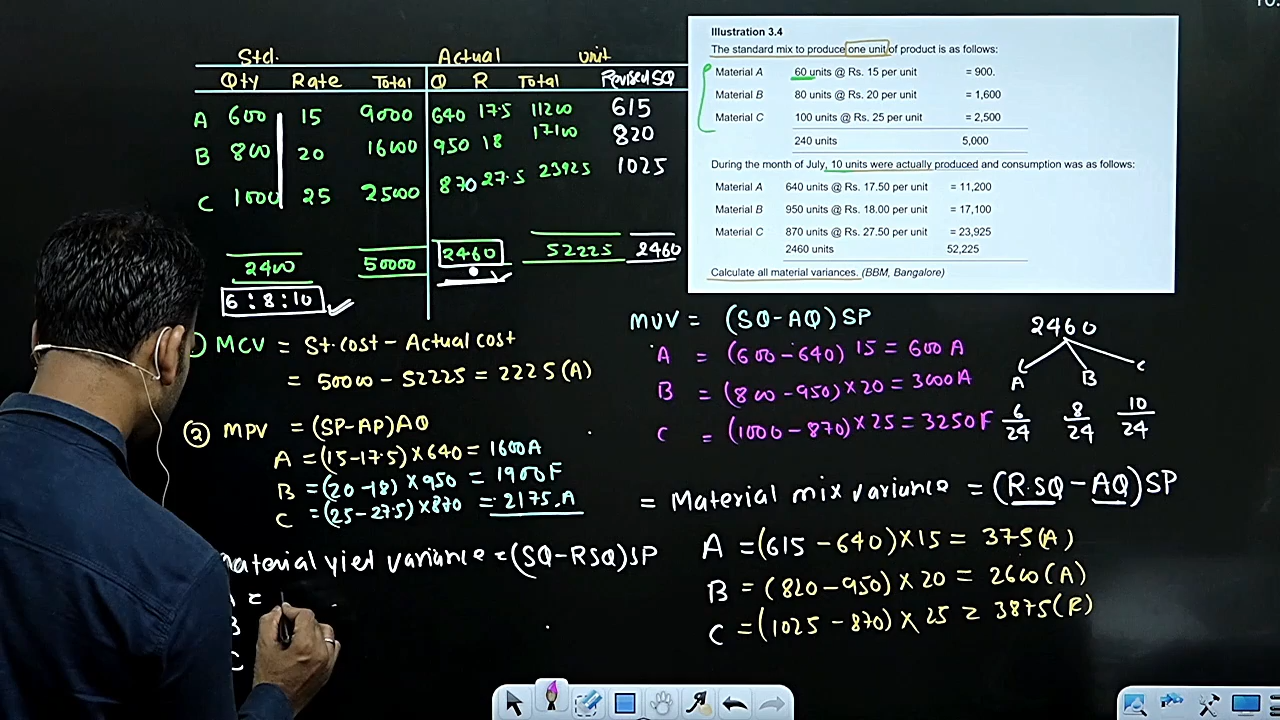 Std. Actual unit
Qty Rate Total Q R Total Revised SQ
A 600 15 9000 640 17.5 11200 615
B 800 20 16000 950 18 17100 820
C 1000 25 25000 870 27.5 23925 1025
2400 50000 2460 52225 2460
6 : 8 : 10
MCV = St. cost - Actual cost
= 50000 - 52225 = 2225 (A)
② MPV = (SP-AP)AQ
A = (15-17.5) × 640 = 1600A
B = (20-18) × 950 = 1900F
C = (25-27.5) × 870 = 2175.A
Material yiel variance = (SQ-RSQ)SP
A =
B
C
Illustration 3.4
The standard mix to produce one unit of product is as follows:
Material A 60 units @ Rs. 15 per unit = 900.
Material B 80 units @ Rs. 20 per unit = 1,600
Material C 100 units @ Rs. 25 per unit = 2,500
240 units 5,000
During the month of July, 10 units were actually produced and consumption was as follows:
Material A 640 units @ Rs. 17.50 per unit = 11,200
Material B 950 units @ Rs. 18.00 per unit = 17,100
Material C 870 units @ Rs. 27.50 per unit = 23,925
2460 units 52,225
Calculate all material variances. (BBM, Bangalore)
MUV = (SQ-AQ) SP
A = (600-640) 15 = 600 A
B = (800-950) × 20 = 3000A
C = (1000-870) × 25 = 3250F
2460
A B C
6/24 8/24 10/24
= Material mix variance = (R.SQ - AQ) SP
A = (615 - 640) × 15 = 375 (A)
B = (820 - 950) × 20 = 2600 (A)
C = (1025 - 870) × 25 = 3875 (F)